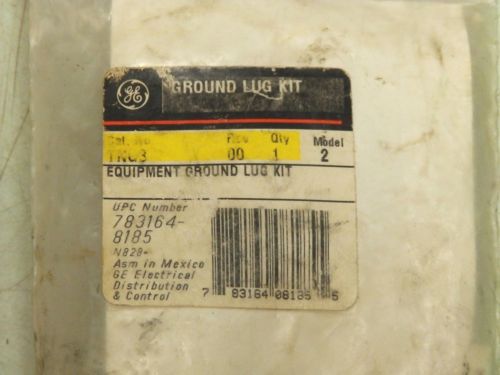 GE
GROUND LUG KIT
Cat. No. Rev Qty Model
00 1 2
EQUIPMENT GROUND LUG KIT
UPC Number
783164-
8185
N828-
Asm in Mexico
GE Electrical
Distribution
& Control
7 83164 08185 5